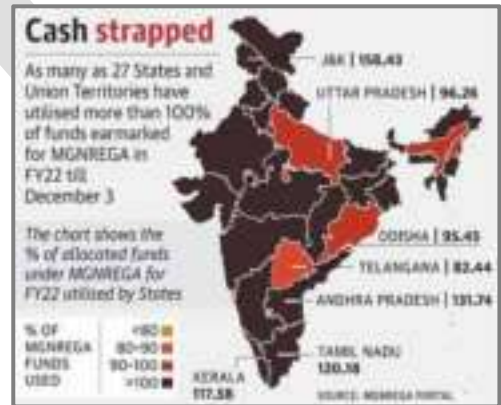 Cash strapped
As many as 27 States and
Union Territories have
utilised more than 100%
of funds earmarked
for MGNREGA in
FY22 till
December 3
The chart shows the
% of allocated funds
under MGNREGA for
FY22 utilised by States
% OF
MGNREGA
FUNDS
USED
<80
80-90
90-100
>100
J&K | 158.43
UTTAR PRADESH | 96.26
ODISHA | 95.45
TELANGANA | 82.44
ANDHRA PRADESH | 131.74
TAMIL NADU
120.18
KERALA
117.58
SOURCE: MGNREGA PORTAL